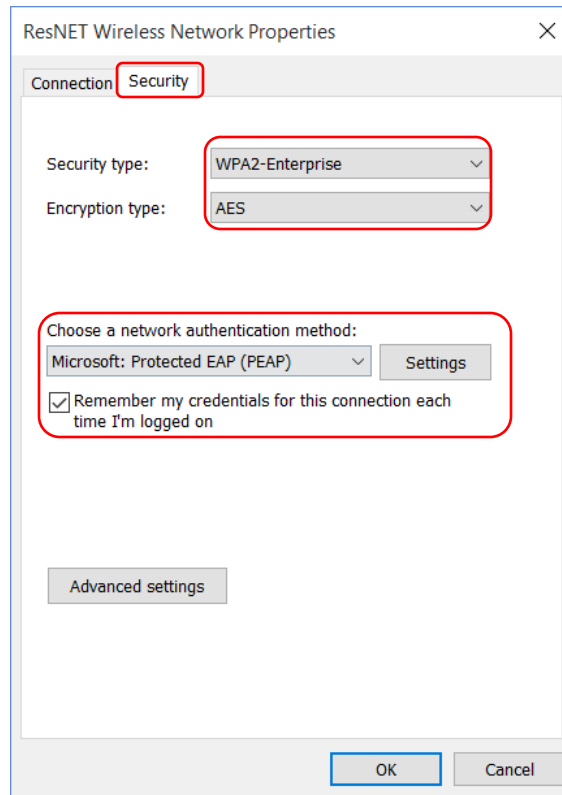 ResNET Wireless Network Properties
Connection Security
Security type: WPA2-Enterprise
Encryption type: AES
Choose a network authentication method:
Microsoft: Protected EAP (PEAP) Settings
Remember my credentials for this connection each
time I'm logged on
Advanced settings
OK Cancel